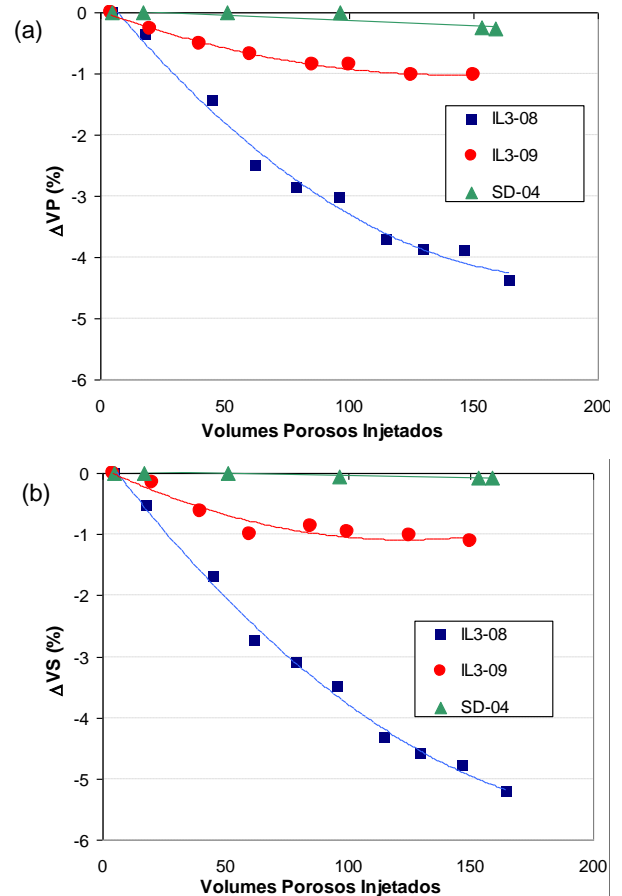 (a)
0
-1
-2
-3
-4
-5
-6
ΔVP (%)
IL3-08
IL3-09
SD-04
0 50 100 150 200
Volumes Porosos Injetados
(b)
0
-1
-2
-3
-4
-5
-6
ΔVS (%)
IL3-08
IL3-09
SD-04
0 50 100 150 200
Volumes Porosos Injetados